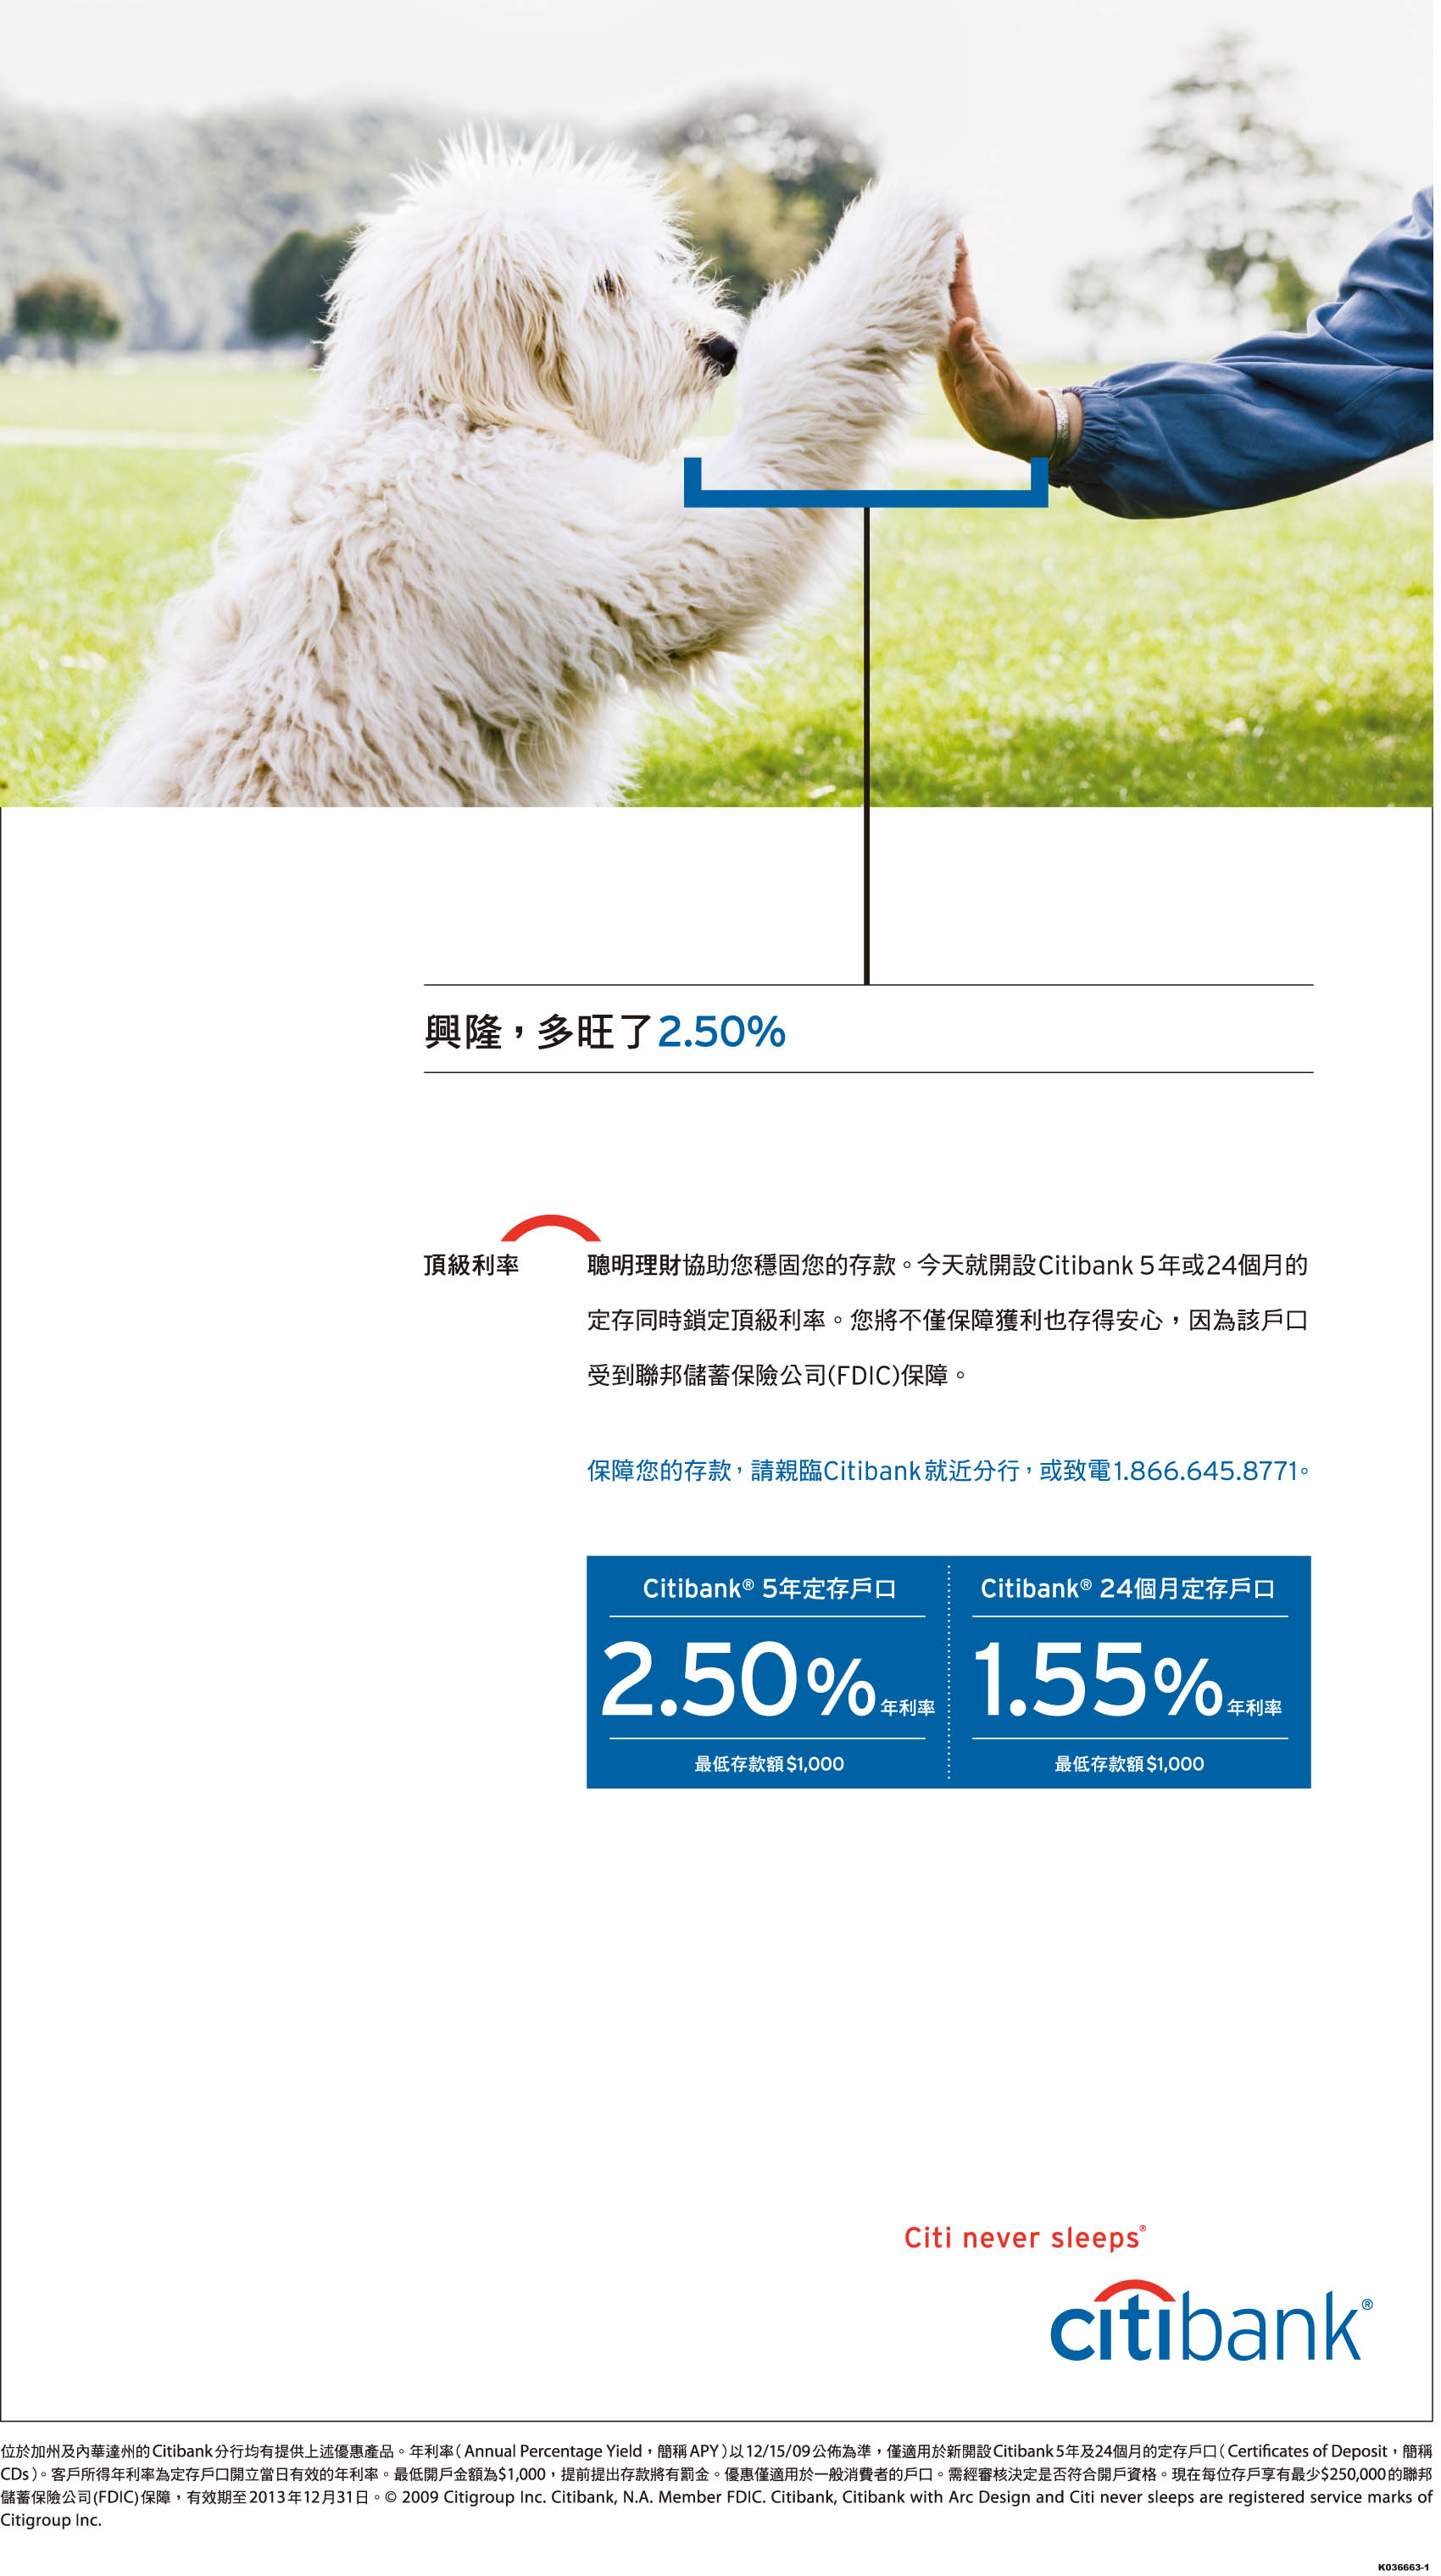 興隆，多旺了2.50%
頂級利率
聰明理財協助您穩固您的存款。今天就開設Citibank 5年或24個月的
定存同時鎖定頂級利率。您將不僅保障獲利也存得安心，因為該戶口
受到聯邦儲蓄保險公司(FDIC)保障。
保障您的存款，請親臨Citibank就近分行，或致電1.866.645.8771。
Citibank® 5年定存戶口
2.50%年利率
最低存款額$1,000
Citibank® 24個月定存戶口
1.55%年利率
最低存款額$1,000
Citi never sleeps®
citibank®
位於加州及內華達州的Citibank分行均有提供上述優惠產品。年利率（Annual Percentage Yield，簡稱APY）以12/15/09公佈為準，僅適用於新開設Citibank 5年及24個月的定存戶口（Certificates of Deposit，簡稱
CDs）。客戶所得年利率為定存戶口開立當日有效的年利率。最低開戶金額為$1,000，提前提出存款將有罰金。優惠僅適用於一般消費者的戶口。需經審核決定是否符合開戶資格。現在每位存戶享有最少$250,000的聯邦
儲蓄保險公司(FDIC)保障，有效期至2013年12月31日。© 2009 Citigroup Inc. Citibank, N.A. Member FDIC. Citibank, Citibank with Arc Design and Citi never sleeps are registered service marks of
Citigroup Inc.
K036663-1